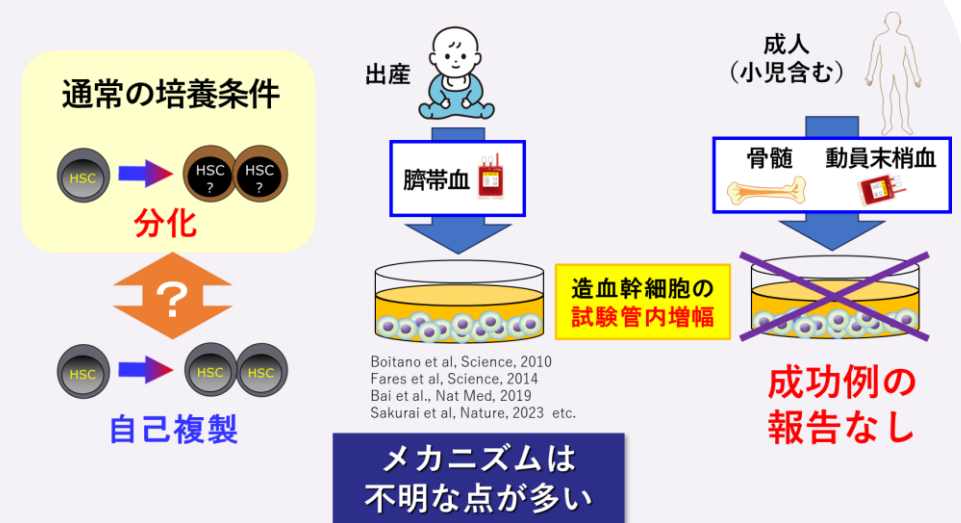 通常の培養条件
HSC
HSC
?
HSC
?
分化
?
HSC
HSC
HSC
自己複製
出産
臍帯血
Boitano et al, Science, 2010
Fares et al, Science, 2014
Bai et al., Nat Med, 2019
Sakurai et al, Nature, 2023 etc.
メカニズムは
不明な点が多い
造血幹細胞の
試験管内増幅
成人
(小児含む)
骨髄 動員末梢血
成功例の
報告なし